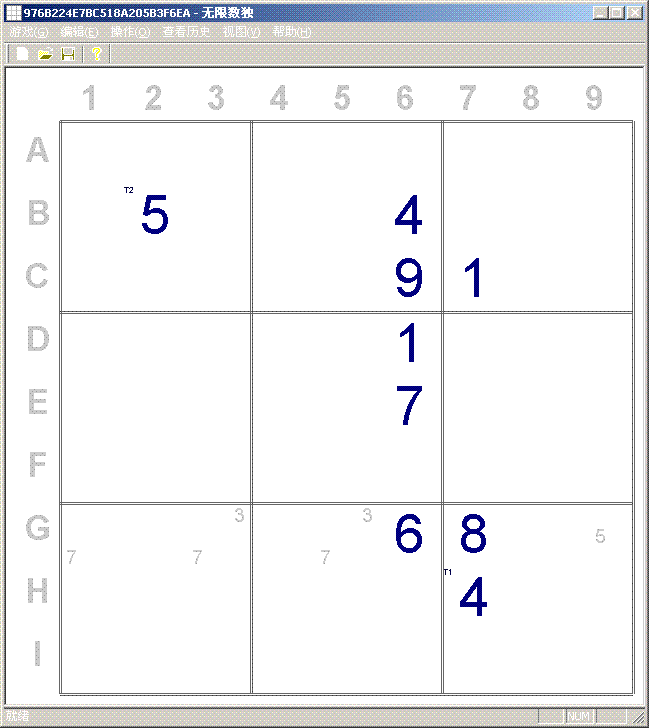 976B224E7BC518A205B3F6EA - 无限数独
游戏(G) 编辑(E) 操作(O) 查看历史 视图(V) 帮助(H)
1 2 3 4 5 6 7 8 9
A
T2
B 5 4
C 9 1
D 1
E 7
F
3 3
G 6 8 5
7 7 7
T1
H 4
I
就绪 NUM